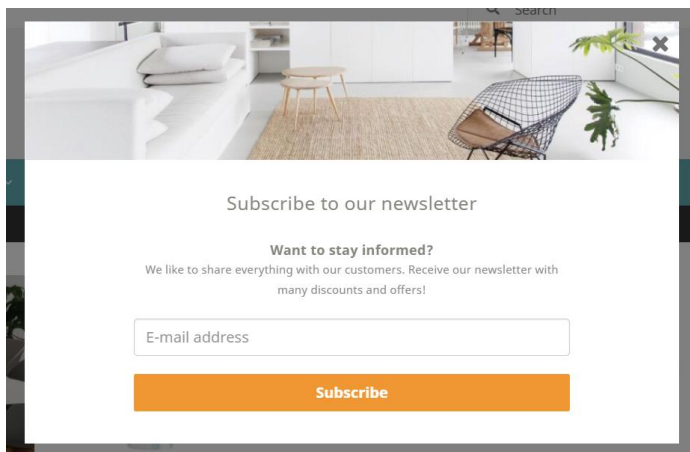 Search
Subscribe to our newsletter
Want to stay informed?
We like to share everything with our customers. Receive our newsletter with
many discounts and offers!
E-mail address
Subscribe